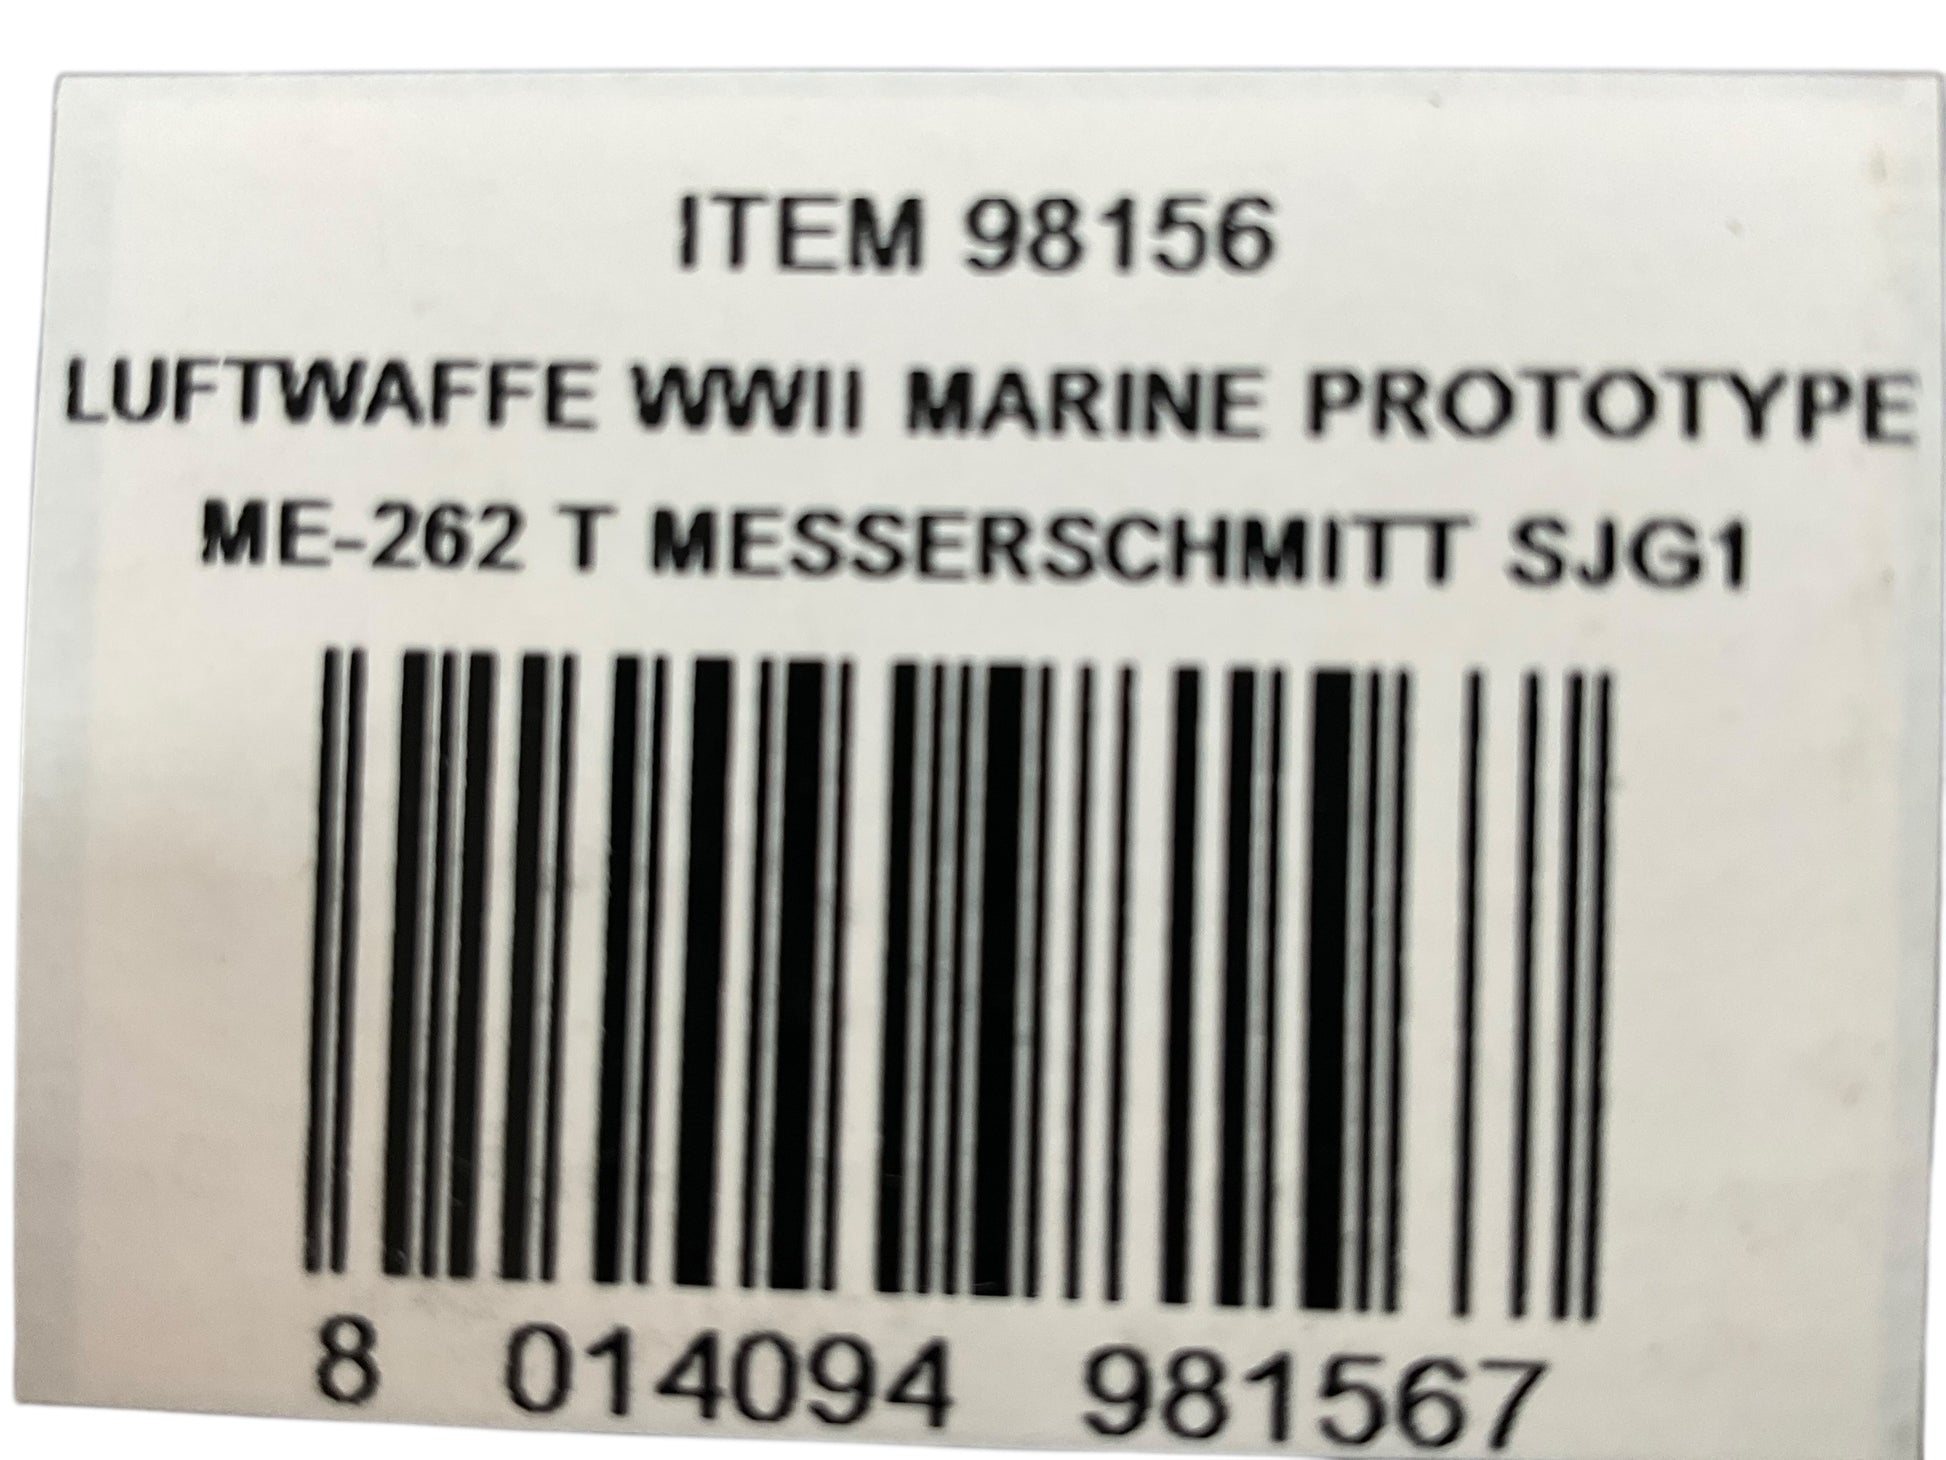 ITEM 98156
LUFTWAFFE WWII MARINE PROTOTYPE
ME-262 T MESSERSCHMITT SJG1
8 014094 981567